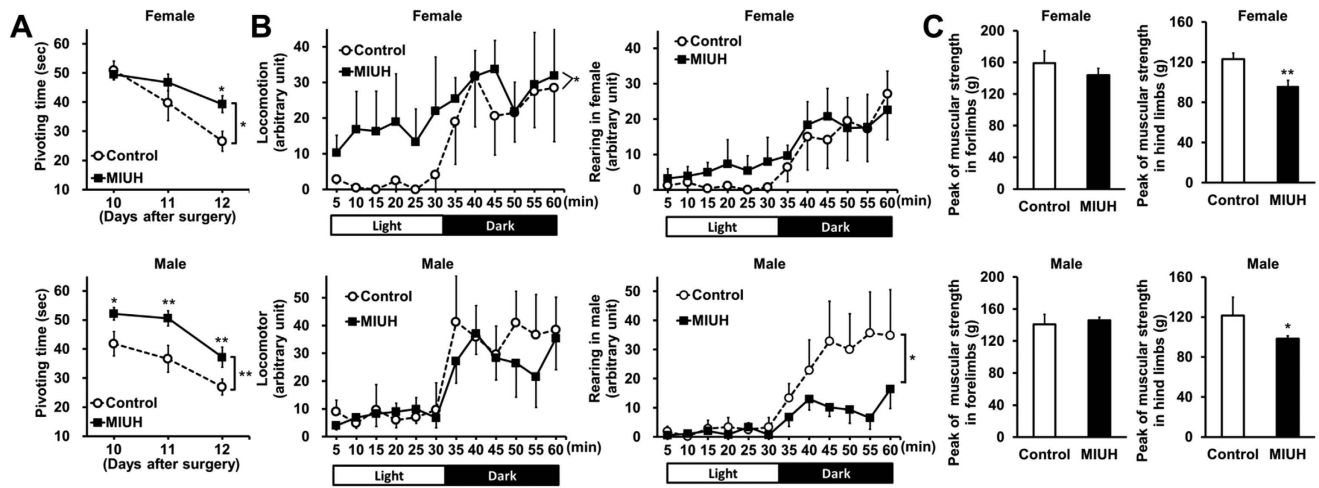 A
Female
Pivoting time (sec)
60
50
40
30
20
10
*
*
Control
MIUH
10 11 12
(Days after surgery)
Male
Pivoting time (sec)
60
50
40
30
20
10
* ** **
**
Control
MIUH
10 11 12
(Days after surgery)
B
Female
Locomotion
(arbitrary unit)
40
30
20
10
0
Control
MIUH
*
5 10 15 20 25 30 35 40 45 50 55 60 (min)
Light Dark
Female
Rearing in female
(arbitrary unit)
40
30
20
10
0
Control
MIUH
5 10 15 20 25 30 35 40 45 50 55 60 (min)
Light Dark
Male
Locomotor
(arbitrary unit)
50
40
30
20
10
0
Control
MIUH
5 10 15 20 25 30 35 40 45 50 55 60 (min)
Light Dark
Male
Rearing in male
(arbitrary unit)
50
40
30
20
10
0
Control
MIUH
*
5 10 15 20 25 30 35 40 45 50 55 60 (min)
Light Dark
C
Female
Peak of muscular strength
in forlimbs (g)
200
160
120
80
40
0
Control MIUH
Female
Peak of muscular strength
in hind limbs (g)
160
120
80
40
0
**
Control MIUH
Male
Peak of muscular strength
in forelimbs (g)
200
160
120
80
40
0
Control MIUH
Male
Peak of muscular strength
in hind limbs (g)
160
120
80
40
0
*
Control MIUH